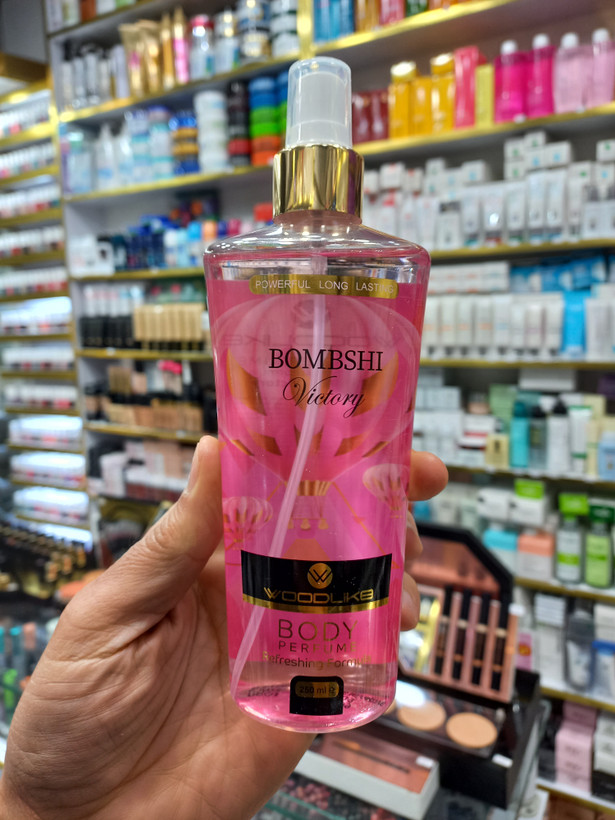 POWERFUL LONG LASTING
BOMBSHI
Victory
WOODLIKE
BODY
PERFUME
Refreshing Formula
250 ml ℮